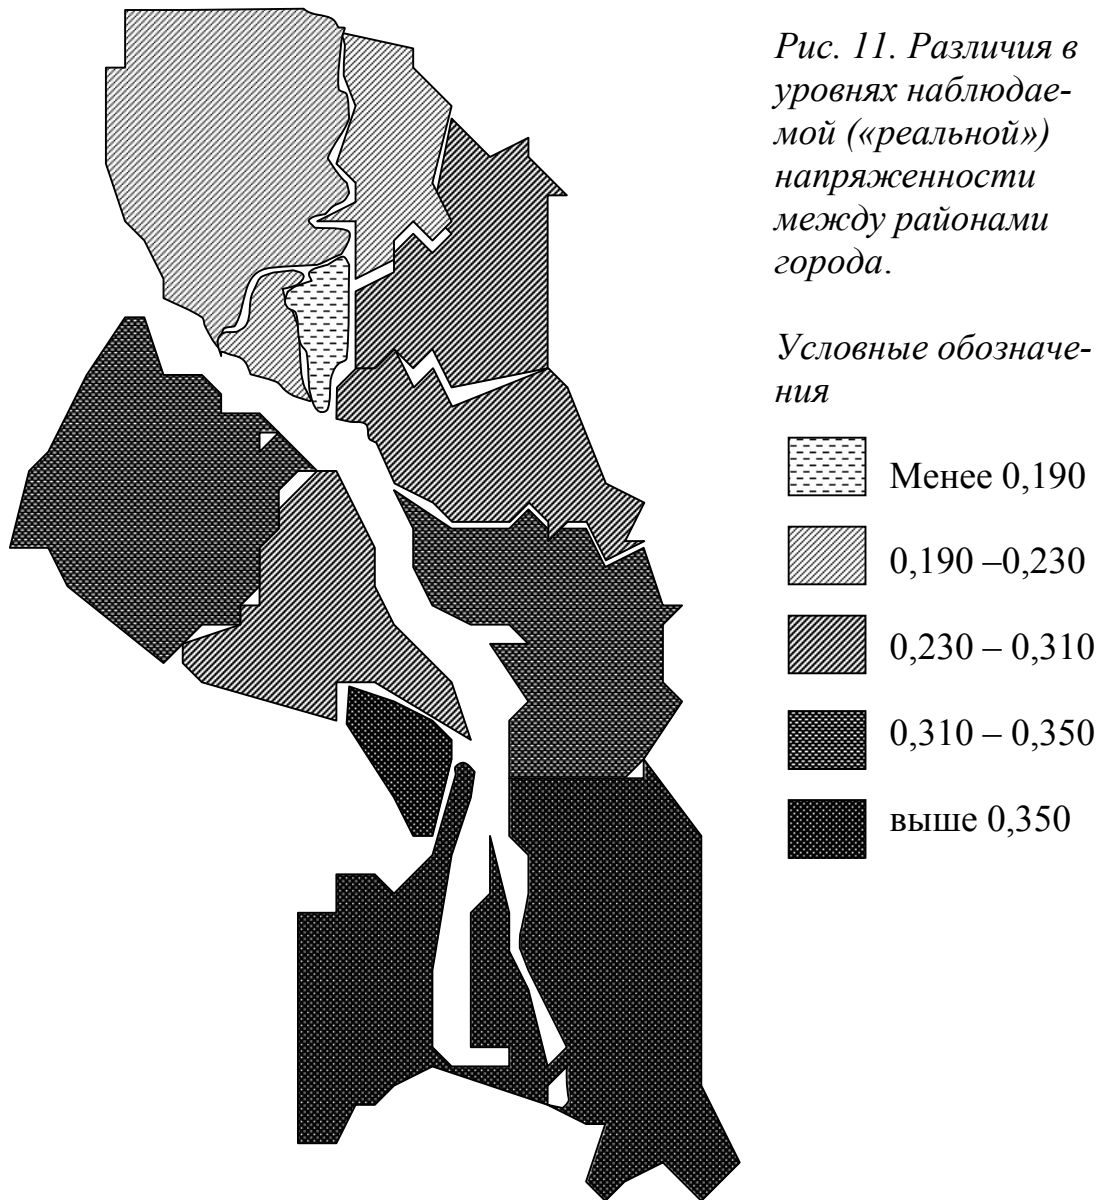 Рис. 11. Различия в
уровнях наблюдае-
мой («реальной»)
напряженности
между районами
города.
Условные обозначе-
ния
Менее 0,190
0,190 –0,230
0,230 – 0,310
0,310 – 0,350
выше 0,350